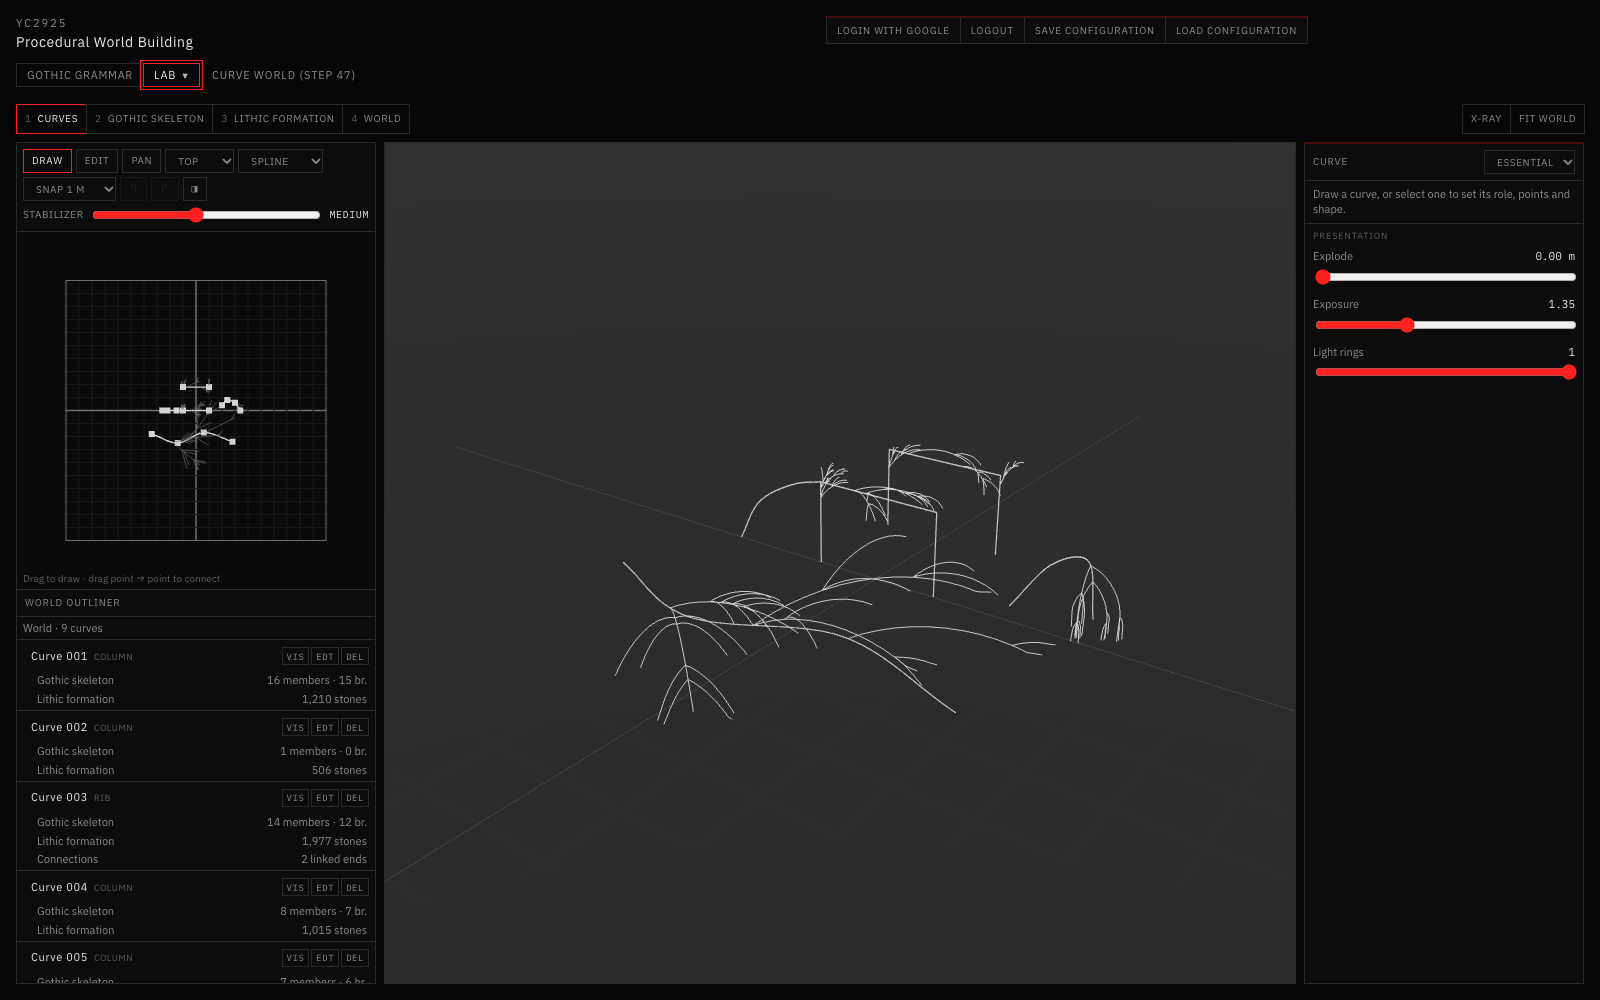 YC2925
Procedural World Building
LOGIN WITH GOOGLE LOGOUT SAVE CONFIGURATION LOAD CONFIGURATION
GOTHIC GRAMMAR LAB ▾ CURVE WORLD (STEP 47)
1 CURVES 2 GOTHIC SKELETON 3 LITHIC FORMATION 4 WORLD
X-RAY FIT WORLD
DRAW EDIT PAN TOP SPLINE
SNAP 1 M
STABILIZER MEDIUM
Drag to draw · drag point → point to connect
WORLD OUTLINER
World · 9 curves
Curve 001 COLUMN VIS EDT DEL
Gothic skeleton 16 members · 15 br.
Lithic formation 1,210 stones
Curve 002 COLUMN VIS EDT DEL
Gothic skeleton 1 members · 0 br.
Lithic formation 506 stones
Curve 003 RIB VIS EDT DEL
Gothic skeleton 14 members · 12 br.
Lithic formation 1,977 stones
Connections 2 linked ends
Curve 004 COLUMN VIS EDT DEL
Gothic skeleton 8 members · 7 br.
Lithic formation 1,015 stones
Curve 005 COLUMN VIS EDT DEL
Gothic skeleton 7 members · 6 br.
CURVE ESSENTIAL
Draw a curve, or select one to set its role, points and
shape.
PRESENTATION
Explode 0.00 m
Exposure 1.35
Light rings 1